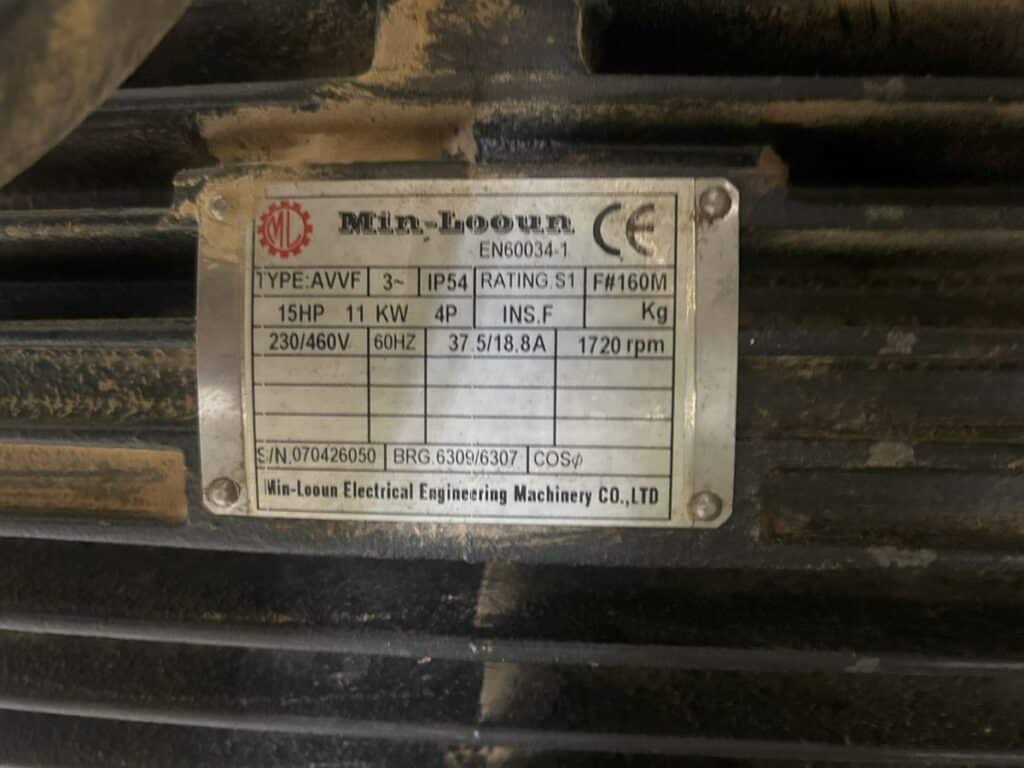 ML Min-Looun CE
EN60034-1
TYPE:AVVF 3~ IP54 RATING.S1 F#160M
15HP 11 KW 4P INS.F Kg
230/460V 60HZ 37.5/18.8A 1720 rpm
S/N.070426050 BRG.6309/6307 COSφ
Min-Looun Electrical Engineering Machinery CO.,LTD